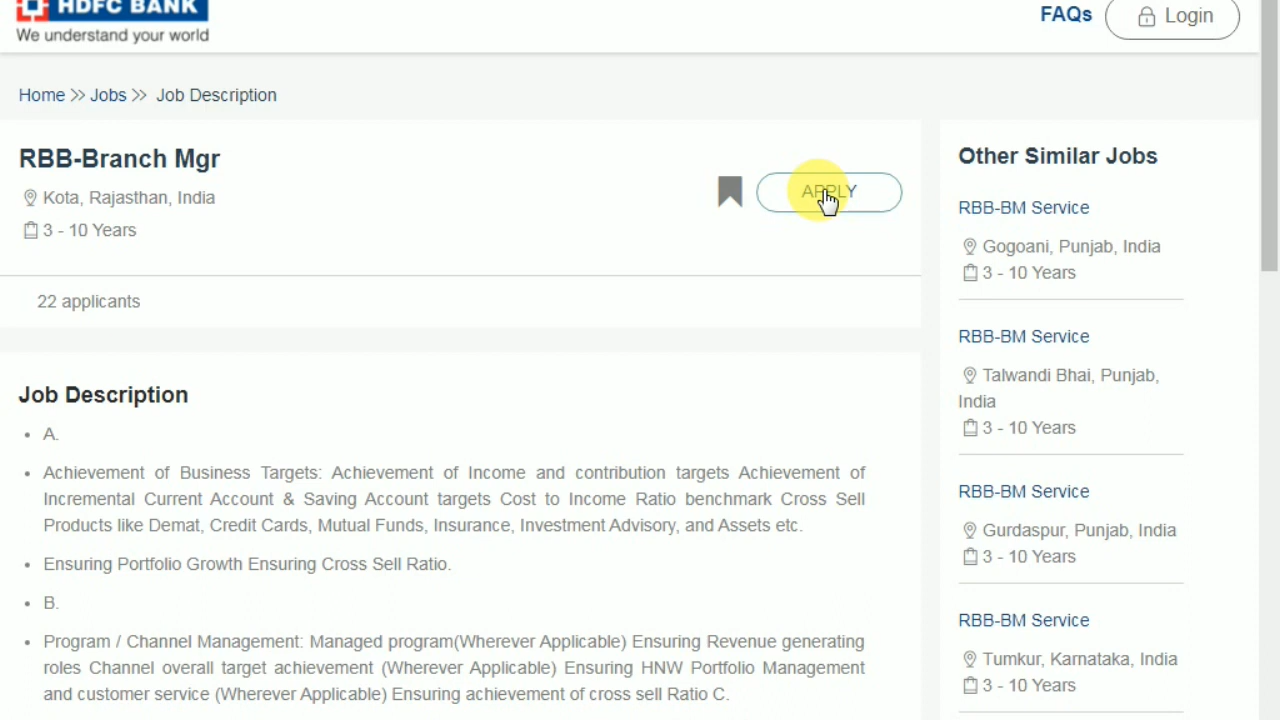 HDFC BANK
We understand your world
FAQs
Login
Home >> Jobs >> Job Description
RBB-Branch Mgr
Kota, Rajasthan, India
3 - 10 Years
APPLY
22 applicants
Job Description
• A.
• Achievement of Business Targets: Achievement of Income and contribution targets Achievement of
Incremental Current Account & Saving Account targets Cost to Income Ratio benchmark Cross Sell
Products like Demat, Credit Cards, Mutual Funds, Insurance, Investment Advisory, and Assets etc.
• Ensuring Portfolio Growth Ensuring Cross Sell Ratio.
• B.
• Program / Channel Management: Managed program(Wherever Applicable) Ensuring Revenue generating
roles Channel overall target achievement (Wherever Applicable) Ensuring HNW Portfolio Management
and customer service (Wherever Applicable) Ensuring achievement of cross sell Ratio C.
Other Similar Jobs
RBB-BM Service
Gogoani, Punjab, India
3 - 10 Years
RBB-BM Service
Talwandi Bhai, Punjab,
India
3 - 10 Years
RBB-BM Service
Gurdaspur, Punjab, India
3 - 10 Years
RBB-BM Service
Tumkur, Karnataka, India
3 - 10 Years